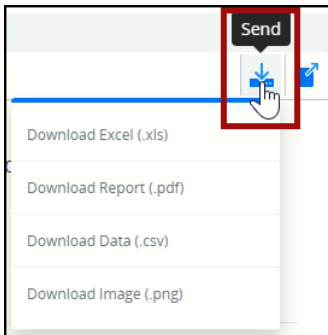 Send
Download Excel (.xls)
Download Report (.pdf)
Download Data (.csv)
Download Image (.png)